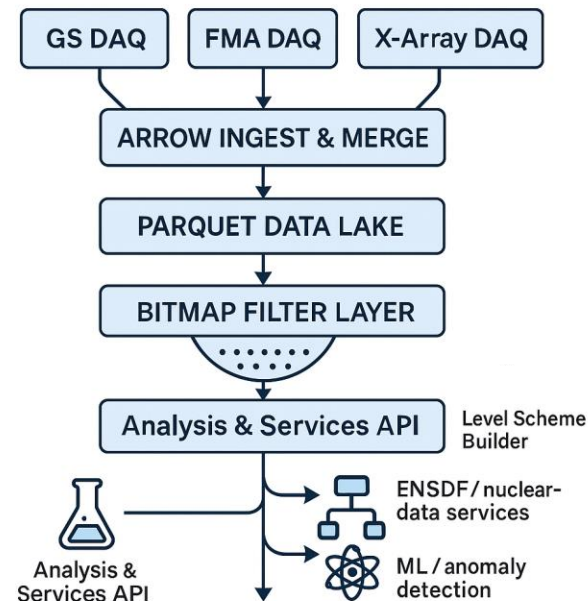 GS DAQ
FMA DAQ
X-Array DAQ
ARROW INGEST & MERGE
PARQUET DATA LAKE
BITMAP FILTER LAYER
Analysis & Services API
Level Scheme
Builder
ENSDF/nuclear-
data services
Analysis &
Services API
ML/anomaly
detection